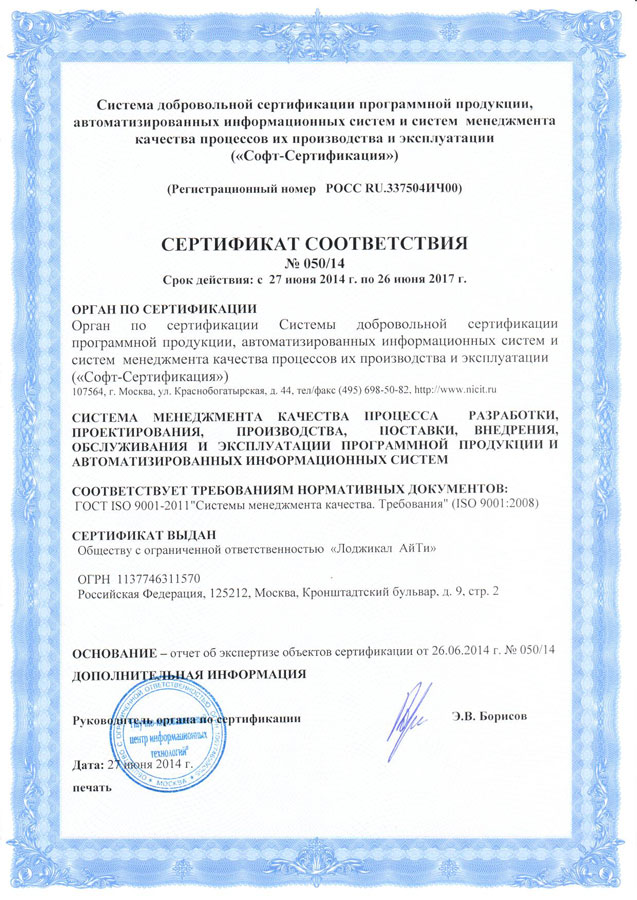 Система добровольной сертификации программной продукции,
автоматизированных информационных систем и систем менеджмента
качества процессов их производства и эксплуатации
(«Софт-Сертификация»)
(Регистрационный номер РОСС RU.337504ИЧ00)
СЕРТИФИКАТ СООТВЕТСТВИЯ
№ 050/14
Срок действия: с 27 июня 2014 г. по 26 июня 2017 г.
ОРГАН ПО СЕРТИФИКАЦИИ
Орган по сертификации Системы добровольной сертификации
программной продукции, автоматизированных информационных систем и
систем менеджмента качества процессов их производства и эксплуатации
(«Софт-Сертификация»)
107564, г. Москва, ул. Краснобогатырская, д. 44, тел/факс (495) 698-50-82, http://www.nicit.ru
СИСТЕМА МЕНЕДЖМЕНТА КАЧЕСТВА ПРОЦЕССА РАЗРАБОТКИ,
ПРОЕКТИРОВАНИЯ, ПРОИЗВОДСТВА, ПОСТАВКИ, ВНЕДРЕНИЯ,
ОБСЛУЖИВАНИЯ И ЭКСПЛУАТАЦИИ ПРОГРАММНОЙ ПРОДУКЦИИ И
АВТОМАТИЗИРОВАННЫХ ИНФОРМАЦИОННЫХ СИСТЕМ
СООТВЕТСТВУЕТ ТРЕБОВАНИЯМ НОРМАТИВНЫХ ДОКУМЕНТОВ:
ГОСТ ISO 9001-2011"Системы менеджмента качества. Требования" (ISO 9001:2008)
СЕРТИФИКАТ ВЫДАН
Обществу с ограниченной ответственностью «Лоджикал АйТи»
ОГРН 1137746311570
Российская Федерация, 125212, Москва, Кронштадтский бульвар, д. 9, стр. 2
ОСНОВАНИЕ – отчет об экспертизе объектов сертификации от 26.06.2014 г. № 050/14
ДОПОЛНИТЕЛЬНАЯ ИНФОРМАЦИЯ
Руководитель органа по сертификации Э.В. Борисов
центр информационных
технологий"
МОСКВА
Дата: 27 июня 2014 г.
печать